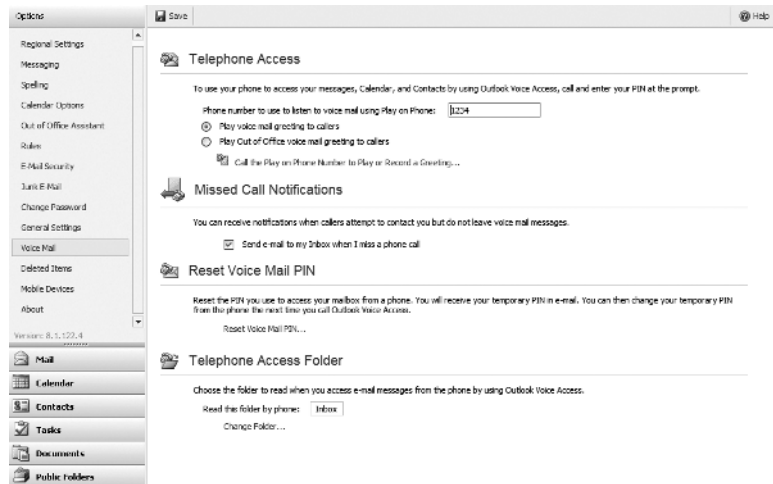 Options
Save
Help
Regional Settings
Messaging
Spelling
Calendar Options
Out of Office Assistant
Rules
E-Mail Security
Junk E-Mail
Change Password
General Settings
Voice Mail
Deleted Items
Mobile Devices
About
Version: 8.1.122.4
Mail
Calendar
Contacts
Tasks
Documents
Public Folders
Telephone Access
To use your phone to access your messages, Calendar, and Contacts by using Outlook Voice Access, call and enter your PIN at the prompt.
Phone number to use to listen to voice mail using Play on Phone: 1234
Play voice mail greeting to callers
Play Out of Office voice mail greeting to callers
Call the Play on Phone Number to Play or Record a Greeting...
Missed Call Notifications
You can receive notifications when callers attempt to contact you but do not leave voice mail messages.
Send e-mail to my Inbox when I miss a phone call
Reset Voice Mail PIN
Reset the PIN you use to access your mailbox from a phone. You will receive your temporary PIN in e-mail. You can then change your temporary PIN
from the phone the next time you call Outlook Voice Access.
Reset Voice Mail PIN...
Telephone Access Folder
Choose the folder to read when you access e-mail messages from the phone by using Outlook Voice Access.
Read this folder by phone: Inbox
Change Folder...